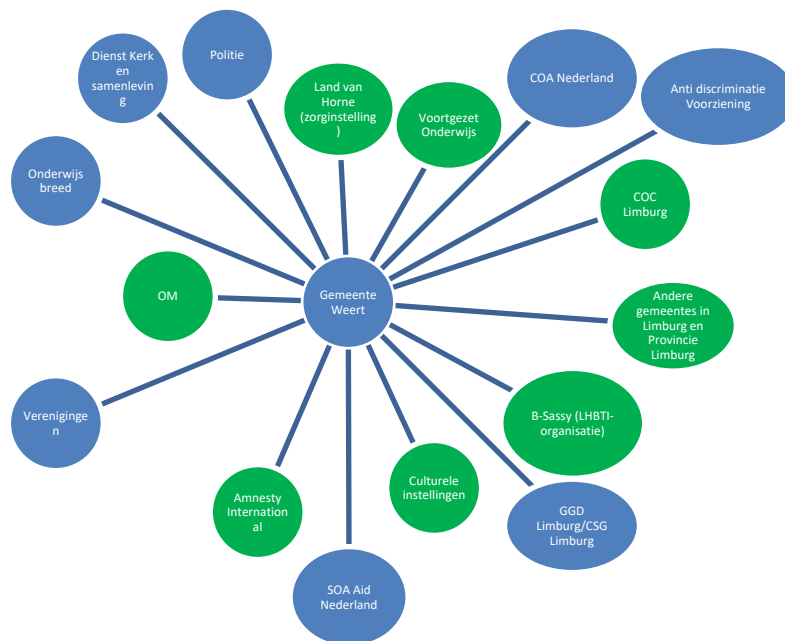 Dienst Kerk
en
samenlevin
g
Politie
Land van
Horne
(zorginstelling
)
Voortgezet
Onderwijs
COA Nederland
Anti discriminatie
Voorziening
Onderwijs
breed
COC
Limburg
OM
Gemeente
Weert
Andere
gemeentes in
Limburg en
Provincie
Limburg
Vereniginge
n
B-Sassy (LHBTI-
organisatie)
Amnesty
Internation
al
Culturele
instellingen
GGD
Limburg/CSG
Limburg
SOA Aid
Nederland